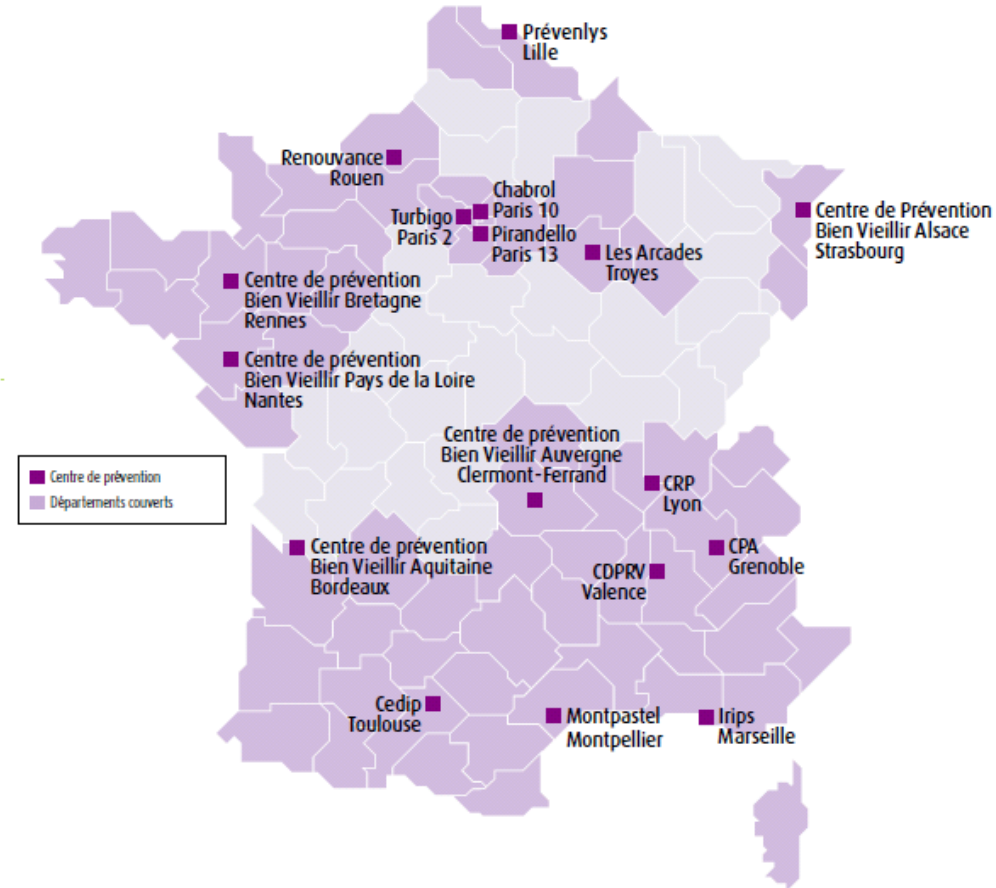 Prévenlys
Lille
Renouvance
Rouen
Chabrol
Paris 10
Turbigo
Paris 2
Pirandello
Paris 13
Les Arcades
Troyes
Centre de Prévention
Bien Vieillir Alsace
Strasbourg
Centre de prévention
Bien Vieillir Bretagne
Rennes
Centre de prévention
Bien Vieillir Pays de la Loire
Nantes
Centre de prévention
Bien Vieillir Auvergne
Clermont-Ferrand
Centre de prévention
Départements couverts
CRP
Lyon
Centre de prévention
Bien Vieillir Aquitaine
Bordeaux
CPA
Grenoble
CDPRV
Valence
Cedip
Toulouse
Montpastel
Montpellier
Irips
Marseille